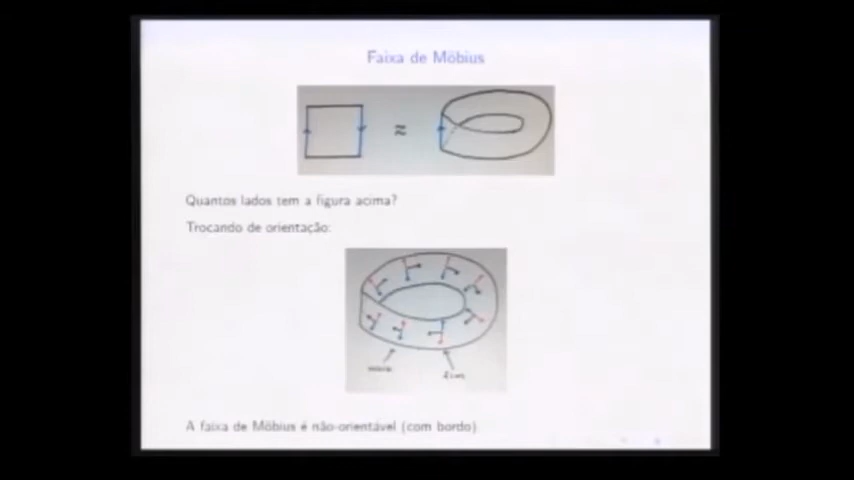 Faixa de Möbius
≈
Quantos lados tem a figura acima?
Trocando de orientação:
A faixa de Möbius é não-orientável (com bordo)